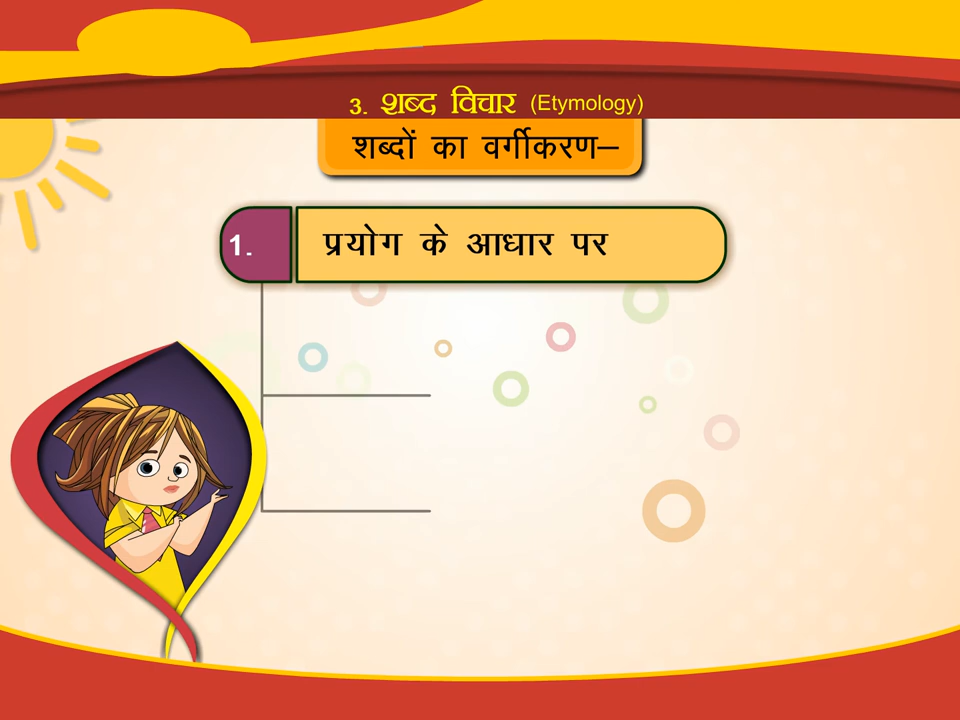 3. शब्द विचार (Etymology)
शब्दों का वर्गीकरण–
1. प्रयोग के आधार पर